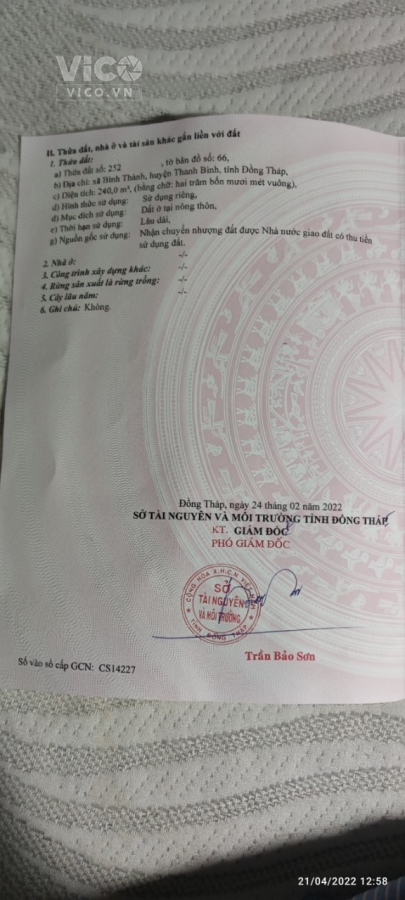 ViCO
VICO.VN
II. Thửa đất, nhà ở và tài sản khác gắn liền với đất
1. Thửa đất:
a) Thửa đất số: 252 , tờ bản đồ số: 66,
b) Địa chỉ: xã Bình Thành, huyện Thanh Bình, tỉnh Đồng Tháp,
c) Diện tích: 240,0 m², (bằng chữ: hai trăm bốn mươi mét vuông),
d) Hình thức sử dụng: Sử dụng riêng,
đ) Mục đích sử dụng: Đất ở tại nông thôn,
e) Thời hạn sử dụng: Lâu dài,
g) Nguồn gốc sử dụng: Nhận chuyển nhượng đất được Nhà nước giao đất có thu tiền
sử dụng đất.
2. Nhà ở: -/-
3. Công trình xây dựng khác: -/-
4. Rừng sản xuất là rừng trồng: -/-
5. Cây lâu năm: -/-
6. Ghi chú: Không.
Đồng Tháp, ngày 24 tháng 02 năm 2022
SỞ TÀI NGUYÊN VÀ MÔI TRƯỜNG TỈNH ĐỒNG THÁP
KT. GIÁM ĐỐC
PHÓ GIÁM ĐỐC
CỘNG HÒA X.H.C.N VIỆT NAM
SỞ
TÀI NGUYÊN
VÀ MÔI TRƯỜNG
TỈNH ĐỒNG THÁP
Trần Bảo Sơn
Số vào sổ cấp GCN: CS14227
21/04/2022 12:58